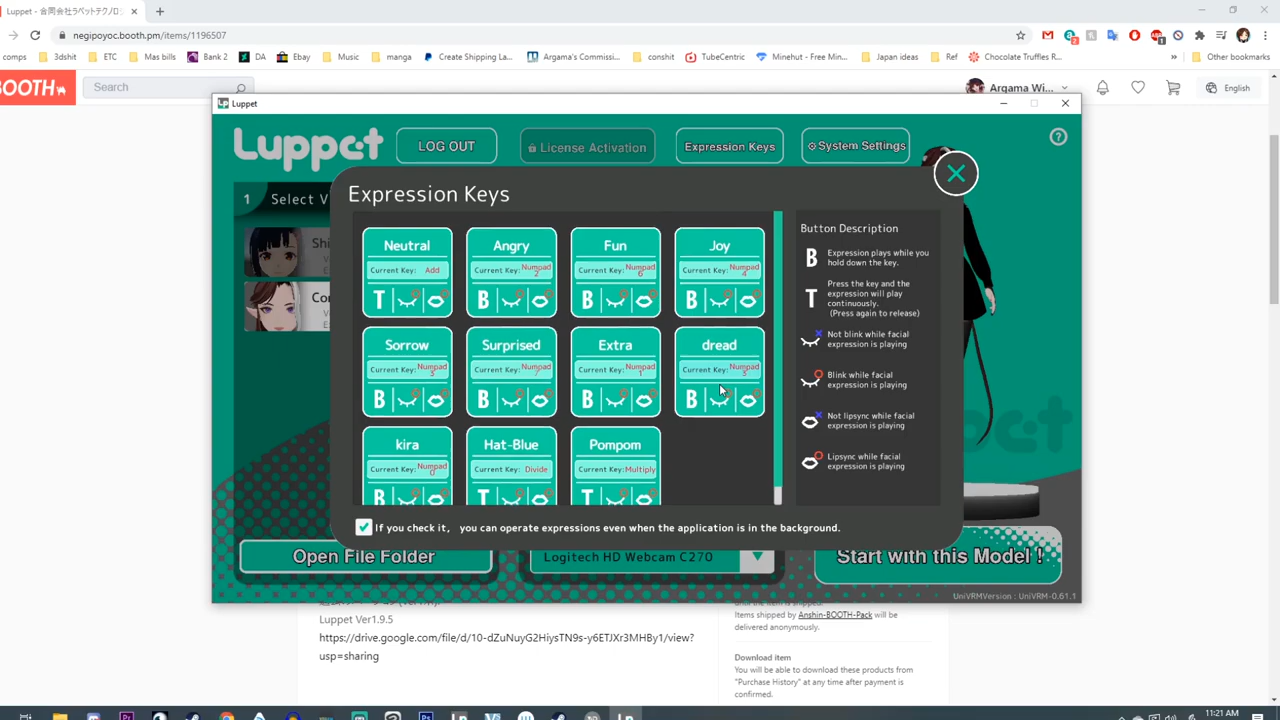 Luppet - 合同会社ラペットテクノロジ
negipoyoc.booth.pm/items/1196507
comps
3dshit
ETC
Mas bills
Bank 2
DA
Ebay
Music
manga
Create Shipping La...
Argama's Commissi...
conshit
TubeCentric
Minehut - Free Min...
Japan ideas
Ref
Chocolate Truffles R...
»
Other bookmarks
BOOTH
Search
Argama Wi...
English
Luppet
Luppet
LOG OUT
License Activation
Expression Keys
System Settings
?
1 Select V
Expression Keys
Neutral
Angry
Fun
Joy
Current Key: Add
Current Key: Numpad 2
Current Key: Numpad 6
Current Key: Numpad 4
T
B
B
B
Sorrow
Surprised
Extra
dread
Current Key: Numpad
Current Key: Numpad
Current Key: Numpad 1
Current Key: Numpad
B
B
B
B
kira
Hat-Blue
Pompom
Current Key: Numpad 0
Current Key: Divide
Current Key: Multiply
B
T
T
Button Description
B Expression plays while you
hold down the key.
T Press the key and the
expression will play
continuously.
(Press again to release)
Not blink while facial
expression is playing
Blink while facial
expression is playing
Not lipsync while facial
expression is playing
Lipsync while facial
expression is playing
If you check it, you can operate expressions even when the application is in the background.
Open File Folder
Logitech HD Webcam C270
Start with this Model !
UniVRMVersion : UniVRM-0.61.1
Luppet Ver1.9.5
https://drive.google.com/file/d/10-dZuNuyG2HiysTN9s-y6ETJXr3MHBy1/view?
usp=sharing
until the item is shipped.
Items shipped by Anshin-BOOTH-Pack will be
delivered anonymously.
Download item
You will be able to download these products from
"Purchase History" at any time after payment is
confirmed.
11:21 AM